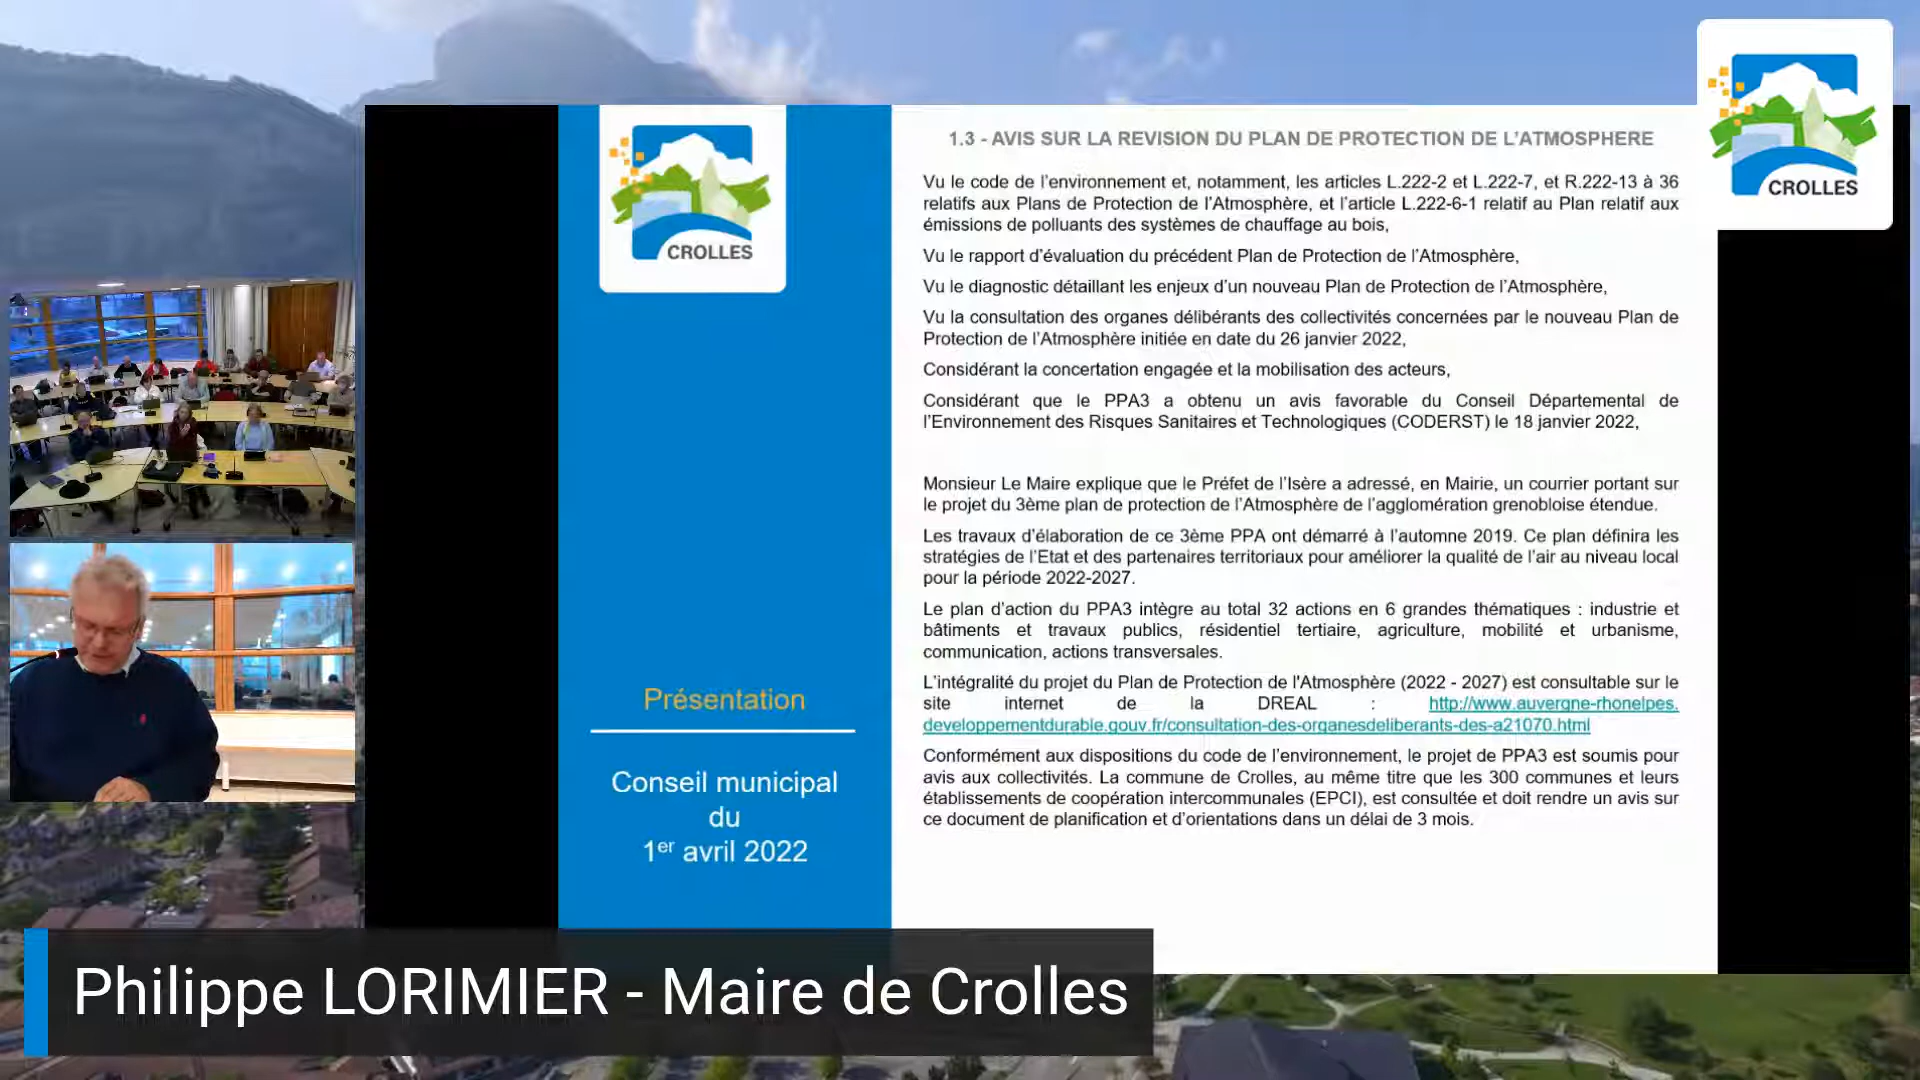 CROLLES
CROLLES
Présentation
Conseil municipal
du
1er avril 2022
1.3 - AVIS SUR LA REVISION DU PLAN DE PROTECTION DE L'ATMOSPHERE
Vu le code de l'environnement et, notamment, les articles L.222-2 et L.222-7, et R.222-13 à 36
relatifs aux Plans de Protection de l'Atmosphère, et l'article L.222-6-1 relatif au Plan relatif aux
émissions de polluants des systèmes de chauffage au bois,
Vu le rapport d'évaluation du précédent Plan de Protection de l'Atmosphère,
Vu le diagnostic détaillant les enjeux d'un nouveau Plan de Protection de l'Atmosphère,
Vu la consultation des organes délibérants des collectivités concernées par le nouveau Plan de
Protection de l'Atmosphère initiée en date du 26 janvier 2022,
Considérant la concertation engagée et la mobilisation des acteurs,
Considérant que le PPA3 a obtenu un avis favorable du Conseil Départemental de
l'Environnement des Risques Sanitaires et Technologiques (CODERST) le 18 janvier 2022,
Monsieur Le Maire explique que le Préfet de l'Isère a adressé, en Mairie, un courrier portant sur
le projet du 3ème plan de protection de l'Atmosphère de l'agglomération grenobloise étendue.
Les travaux d'élaboration de ce 3ème PPA ont démarré à l'automne 2019. Ce plan définira les
stratégies de l'Etat et des partenaires territoriaux pour améliorer la qualité de l'air au niveau local
pour la période 2022-2027.
Le plan d'action du PPA3 intègre au total 32 actions en 6 grandes thématiques : industrie et
bâtiments et travaux publics, résidentiel tertiaire, agriculture, mobilité et urbanisme,
communication, actions transversales.
L'intégralité du projet du Plan de Protection de l'Atmosphère (2022 - 2027) est consultable sur le
site internet de la DREAL : http://www.auvergne-rhonelpes.
developpementdurable.gouv.fr/consultation-des-organesdeliberants-des-a21070.html
Conformément aux dispositions du code de l'environnement, le projet de PPA3 est soumis pour
avis aux collectivités. La commune de Crolles, au même titre que les 300 communes et leurs
établissements de coopération intercommunales (EPCI), est consultée et doit rendre un avis sur
ce document de planification et d'orientations dans un délai de 3 mois.
Philippe LORIMIER - Maire de Crolles